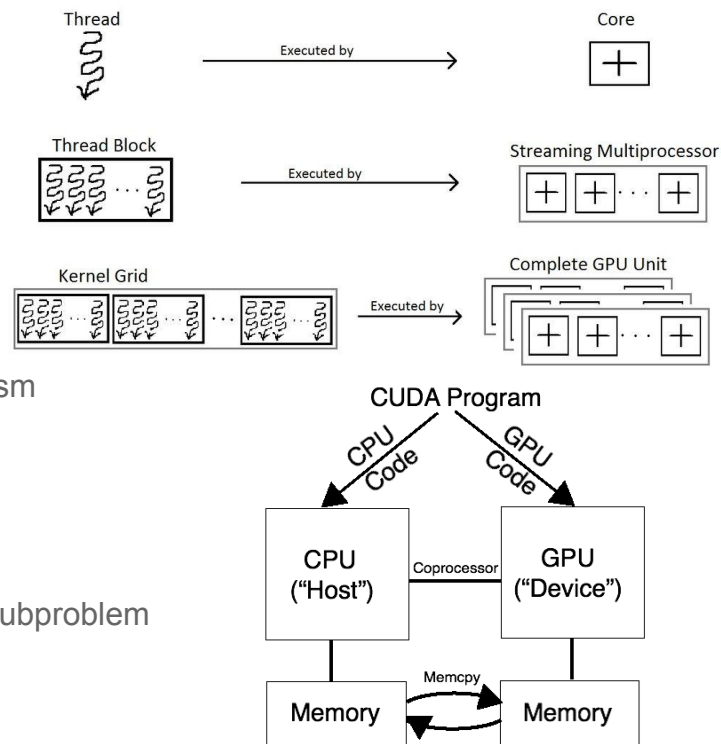 Thread
Executed by
Core
Thread Block
Executed by
Streaming Multiprocessor
Kernel Grid
Executed by
Complete GPU Unit
sm
CUDA Program
CPU Code
GPU Code
CPU
("Host")
Coprocessor
GPU
("Device")
ubproblem
Memcpy
Memory
Memory